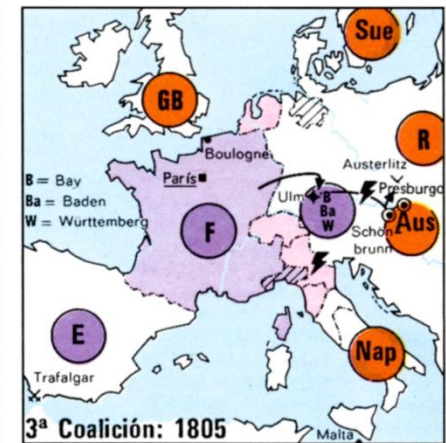 Sue
GB
R
Boulogne
Austerlitz
París
Presburgo
B = Bay
Ulm
B
Ba
W
Ba = Baden
Aus
W = Württemberg
F
Schön
brunn
E
Nap
Trafalgar
3ª Coalición: 1805
Malta